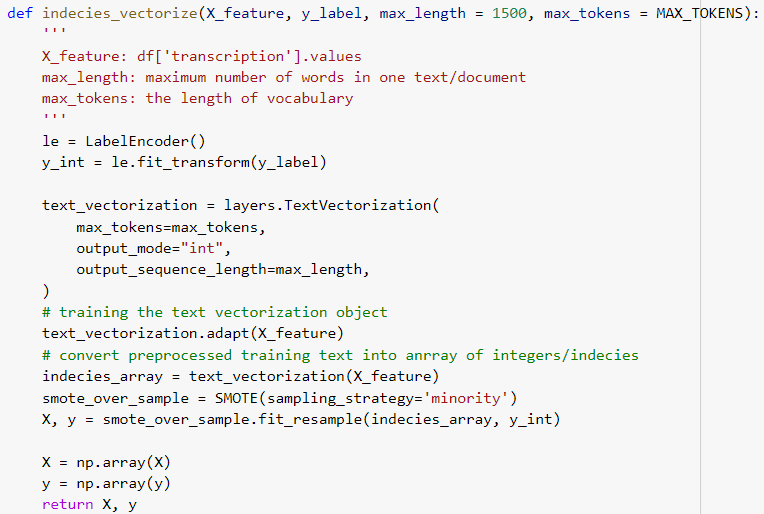 def indecies_vectorize(X_feature, y_label, max_length = 1500, max_tokens = MAX_TOKENS):
    '''
    X_feature: df['transcription'].values
    max_length: maximum number of words in one text/document
    max_tokens: the length of vocabulary
    '''
    le = LabelEncoder()
    y_int = le.fit_transform(y_label)

    text_vectorization = layers.TextVectorization(
        max_tokens=max_tokens,
        output_mode="int",
        output_sequence_length=max_length,
    )
    # training the text vectorization object
    text_vectorization.adapt(X_feature)
    # convert preprocessed training text into anrray of integers/indecies
    indecies_array = text_vectorization(X_feature)
    smote_over_sample = SMOTE(sampling_strategy='minority')
    X, y = smote_over_sample.fit_resample(indecies_array, y_int)

    X = np.array(X)
    y = np.array(y)
    return X, y